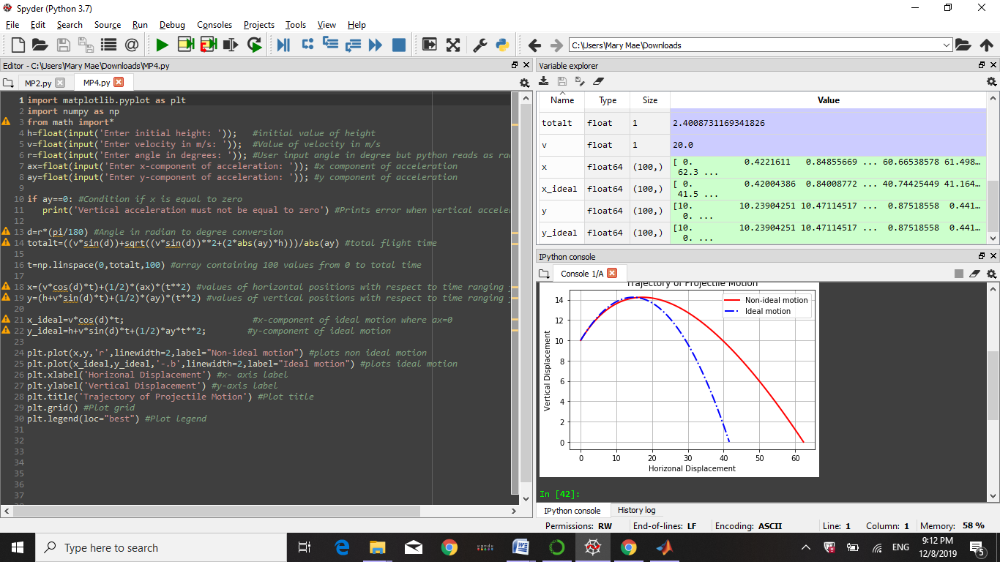 Spyder (Python 3.7)
File Edit Search Source Run Debug Consoles Projects Tools View Help
C:\Users\Mary Mae\Downloads
Editor - C:\Users\Mary Mae\Downloads\MP4.py
MP2.py MP4.py
1 import matplotlib.pyplot as plt
2 import numpy as np
3 from math import*
4 h=float(input('Enter initial height: ')); #initial value of height
5 v=float(input('Enter velocity in m/s: ')); #Value of velocity in m/s
6 r=float(input('Enter angle in degrees: ')); #User input angle in degree but python reads as rad
7 ax=float(input('Enter x-component of acceleration: ')); #x component of acceleration
8 ay=float(input('Enter y-component of acceleration: ')); #y component of acceleration
9
10 if ay==0: #Condition if x is equal to zero
11 print('Vertical acceleration must not be equal to zero') #Prints error when vertical acceler
12
13 d=r*(pi/180) #Angle in radian to degree conversion
14 totalt=((v*sin(d))+sqrt((v*sin(d))**2+(2*abs(ay)*h)))/abs(ay) #total flight time
15
16 t=np.linspace(0,totalt,100) #array containing 100 values from 0 to total time
17
18 x=(v*cos(d)*t)+(1/2)*(ax)*(t**2) #values of horizontal positions with respect to time ranging
19 y=(h+v*sin(d)*t)+(1/2)*(ay)*(t**2) #values of vertical positions with respect to time ranging
20
21 x_ideal=v*cos(d)*t; #x-component of ideal motion where ax=0
22 y_ideal=h+v*sin(d)*t+(1/2)*ay*t**2; #y-component of ideal motion
23
24 plt.plot(x,y,'r',linewidth=2,label="Non-ideal motion") #plots non ideal motion
25 plt.plot(x_ideal,y_ideal,'-.b',linewidth=2,label="Ideal motion") #plots ideal motion
26 plt.xlabel('Horizonal Displacement') #x- axis label
27 plt.ylabel('Vertical Displacement') #y-axis label
28 plt.title('Trajectory of Projectile Motion') #Plot title
29 plt.grid() #Plot grid
30 plt.legend(loc="best") #Plot legend
31
32
33
34
35
36
37
Variable explorer
Name Type Size Value
totalt float 1 2.4008731169341826
v float 1 20.0
x float64 (100,) [ 0. 0.4221611 0.84855669 ... 60.66538578 61.498...
62.3 ...
x_ideal float64 (100,) [ 0. 0.42004386 0.84008772 ... 40.74425449 41.164...
41.5 ...
y float64 (100,) [10. 10.23904251 10.47114517 ... 0.87518558 0.441...
0. ...
y_ideal float64 (100,) [10. 10.23904251 10.47114517 ... 0.87518558 0.441...
0. ...
IPython console
Console 1/A
Trajectory of Projectile Motion
Non-ideal motion
Ideal motion
14
12
10
8
6
4
2
0
Vertical Displacement
0 10 20 30 40 50 60
Horizonal Displacement
In [42]:
IPython console History log
Permissions: RW End-of-lines: LF Encoding: ASCII Line: 1 Column: 1 Memory: 58 %
Type here to search
ENG
9:12 PM
12/8/2019
5